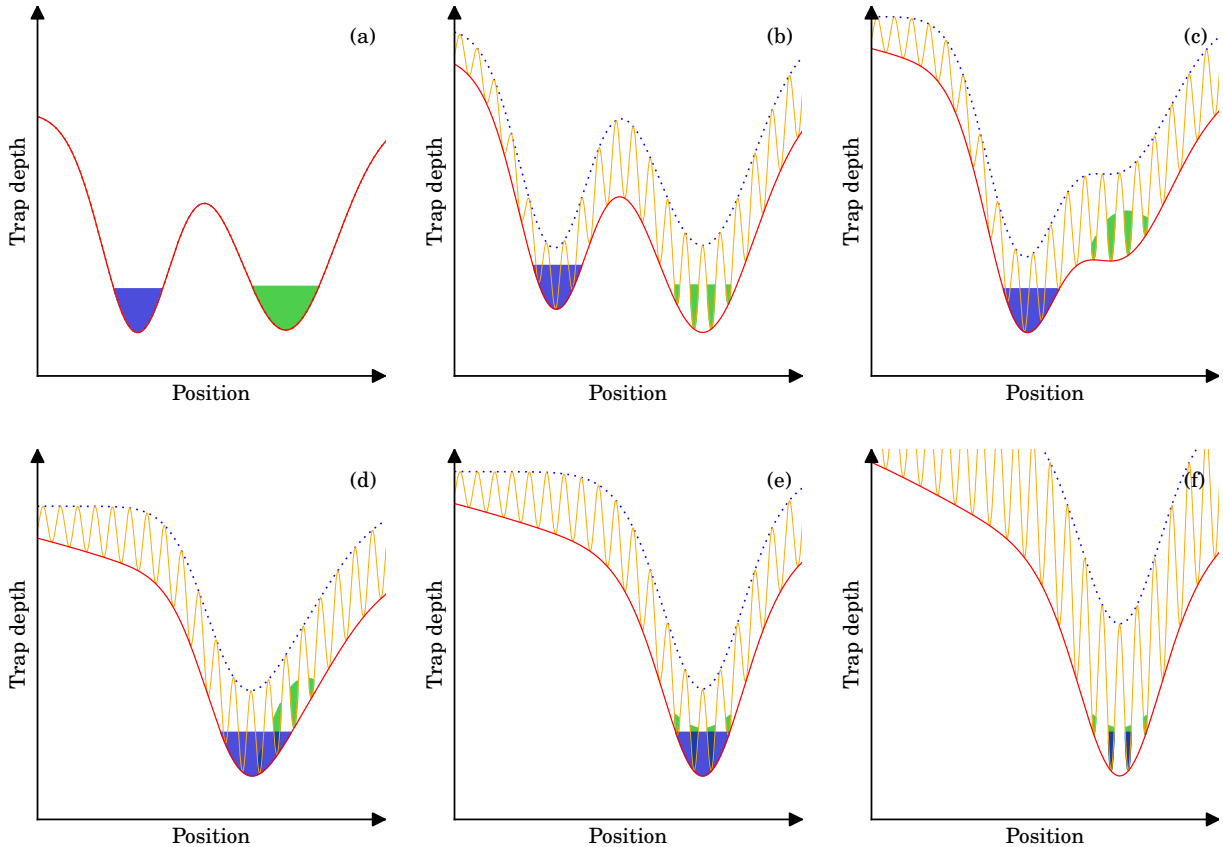 (a)
Trap depth
Position
(b)
Trap depth
Position
(c)
Trap depth
Position
(d)
Trap depth
Position
(e)
Trap depth
Position
(f)
Trap depth
Position